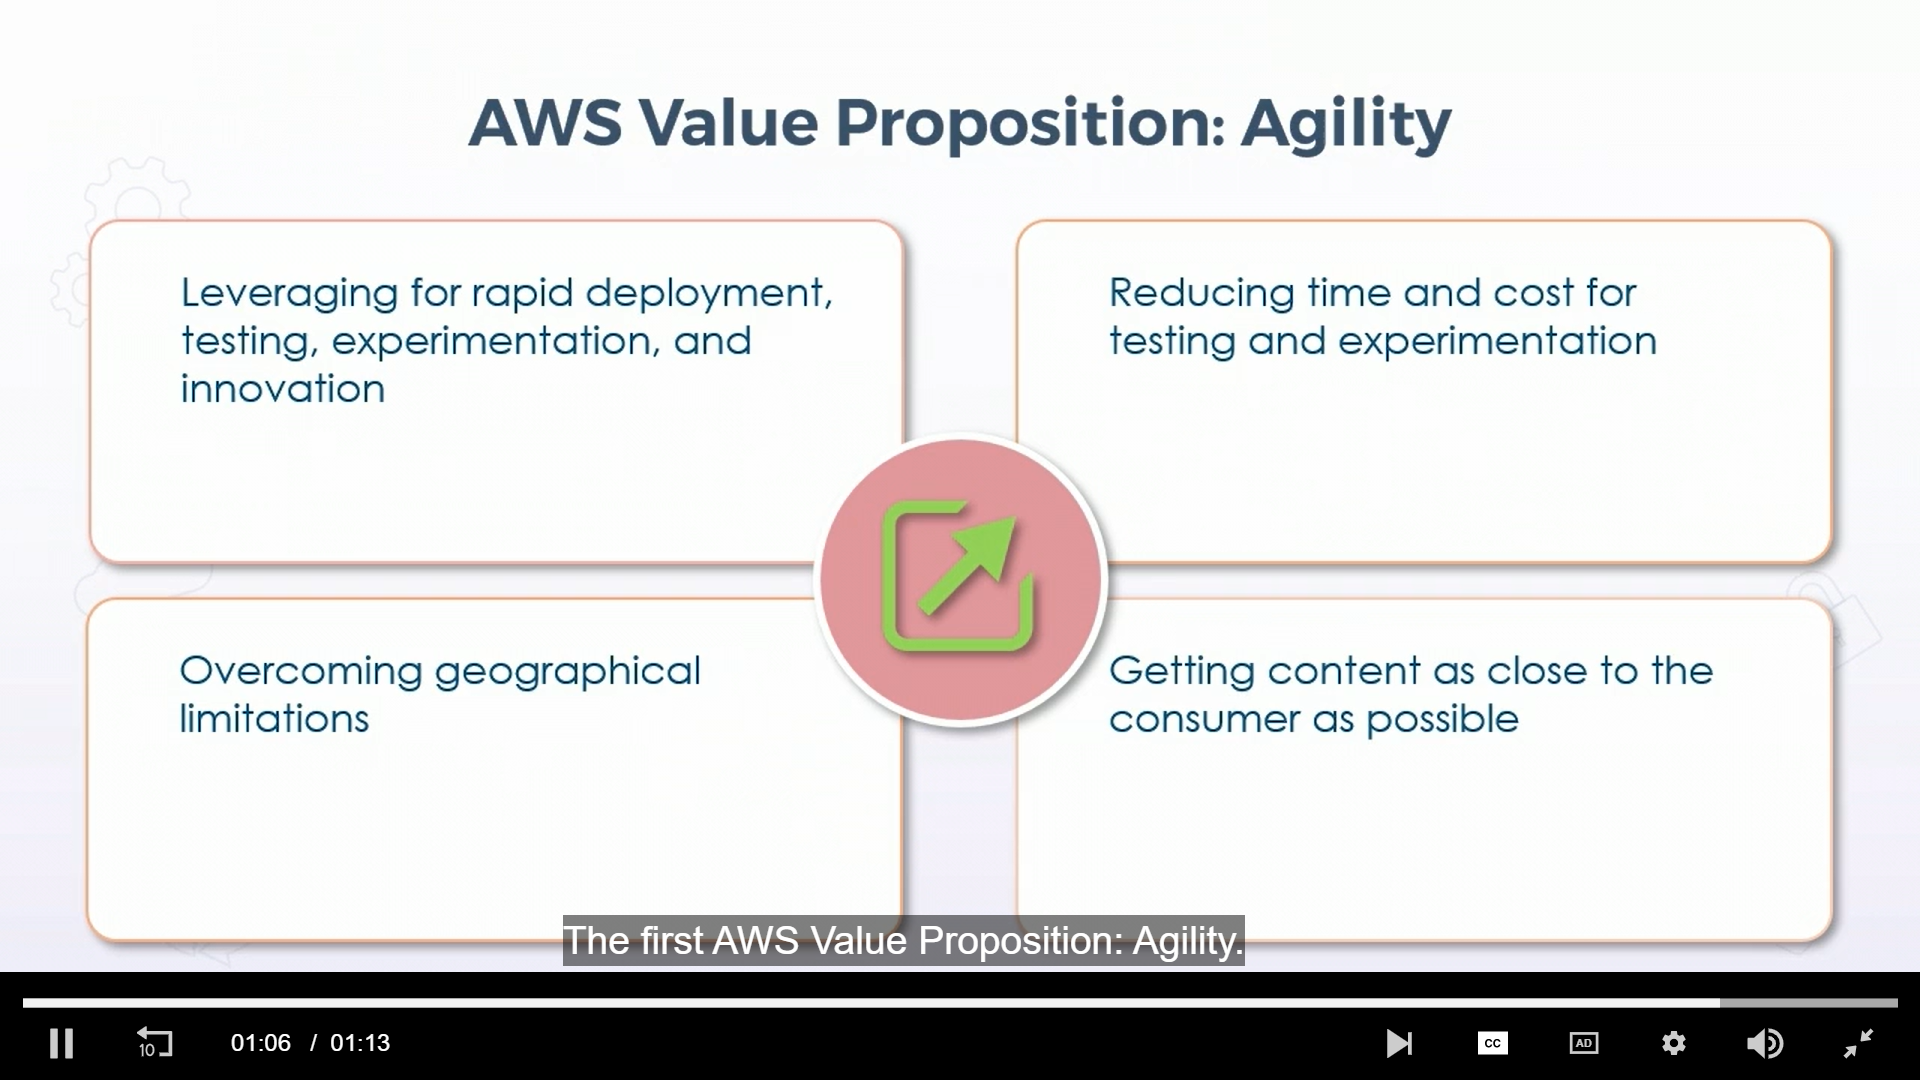 AWS Value Proposition: Agility
Leveraging for rapid deployment,
testing, experimentation, and
innovation
Reducing time and cost for
testing and experimentation
Overcoming geographical
limitations
Getting content as close to the
consumer as possible
The first AWS Value Proposition: Agility.
10
01:06 / 01:13
CC
AD